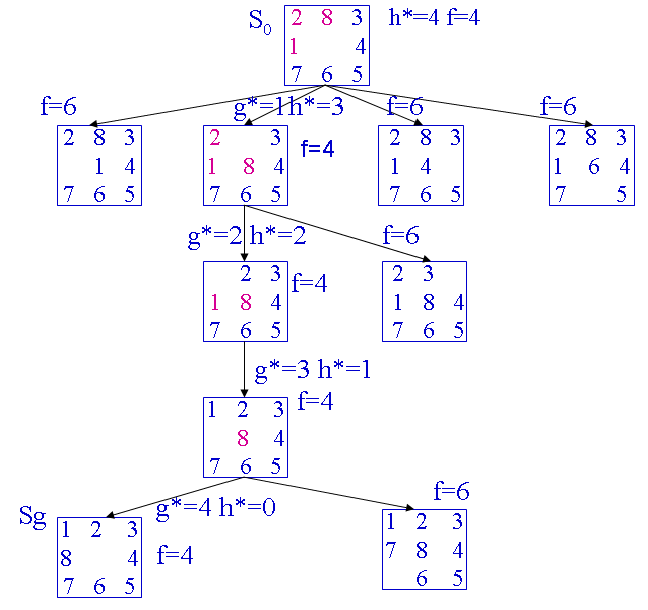 S0
2 8 3
1 4
7 6 5
h*=4 f=4
f=6
g*=1 h*=3
f=6
f=6
2 8 3
1 4
7 6 5
2 3
1 8 4
7 6 5
f=4
2 8 3
1 4
7 6 5
2 8 3
1 6 4
7 5
g*=2 h*=2
f=6
2 3
1 8 4
7 6 5
f=4
2 3
1 8 4
7 6 5
g*=3 h*=1
1 2 3
8 4
7 6 5
f=4
g*=4 h*=0
f=6
Sg
1 2 3
8 4
7 6 5
f=4
1 2 3
7 8 4
6 5